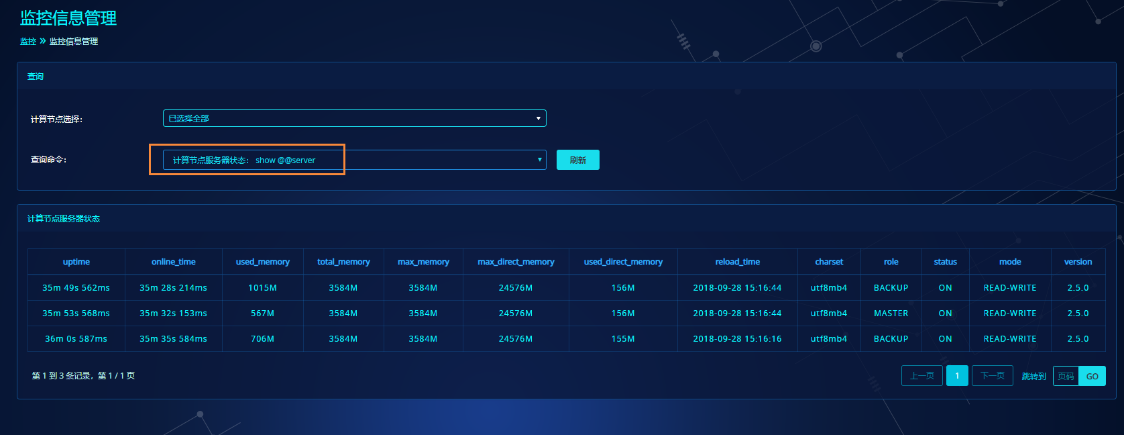 监控信息管理
监控 » 监控信息管理
查询
计算节点选择： 已选择全部
查询命令： 计算节点服务器状态： show @@server 刷新
计算节点服务器状态
uptime online_time used_memory total_memory max_memory max_direct_memory used_direct_memory reload_time charset role status mode version
35m 49s 562ms 35m 28s 214ms 1015M 3584M 3584M 24576M 156M 2018-09-28 15:16:44 utf8mb4 BACKUP ON READ-WRITE 2.5.0
35m 53s 568ms 35m 32s 153ms 567M 3584M 3584M 24576M 156M 2018-09-28 15:16:44 utf8mb4 MASTER ON READ-WRITE 2.5.0
36m 0s 587ms 35m 35s 584ms 706M 3584M 3584M 24576M 155M 2018-09-28 15:16:16 utf8mb4 BACKUP ON READ-WRITE 2.5.0
第 1 到 3 条记录，第 1 / 1 页 上一页 1 下一页 跳转到 页码 GO